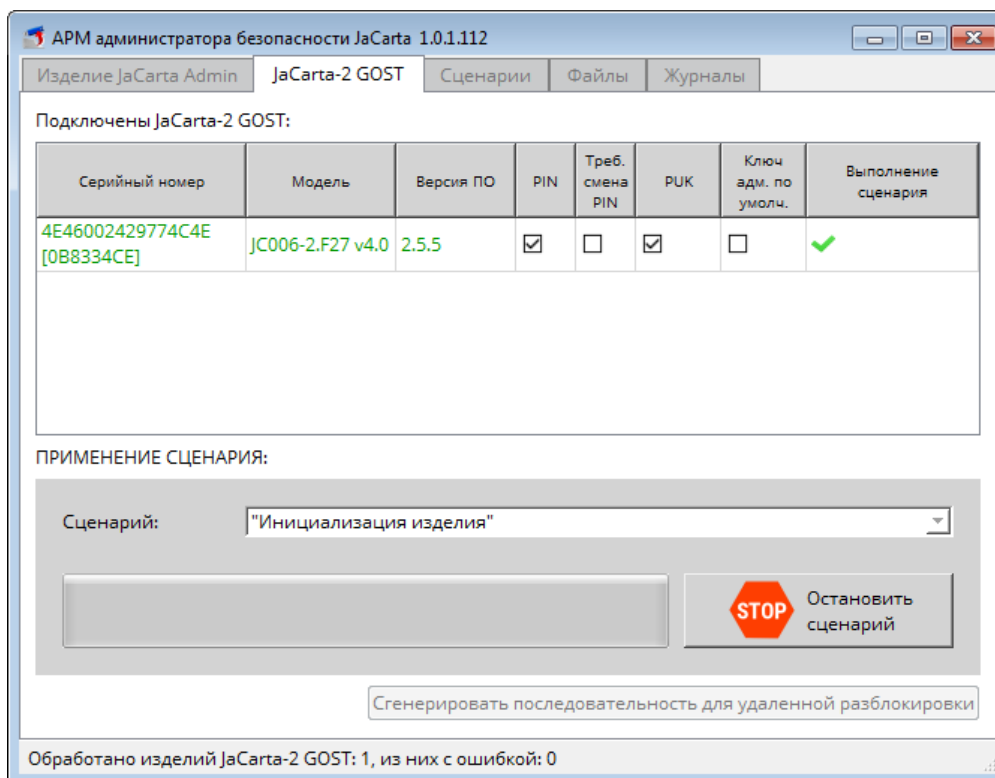 АРМ администратора безопасности JaCarta 1.0.1.112
Изделие JaCarta Admin
JaCarta-2 GOST
Сценарии
Файлы
Журналы
Подключены JaCarta-2 GOST:
Серийный номер
Модель
Версия ПО
PIN
Треб.
смена
PIN
PUK
Ключ
адм. по
умолч.
Выполнение
сценария
4E46002429774C4E
[0B8334CE]
JC006-2.F27 v4.0
2.5.5
ПРИМЕНЕНИЕ СЦЕНАРИЯ:
Сценарий:
"Инициализация изделия"
STOP
Остановить
сценарий
Сгенерировать последовательность для удаленной разблокировки
Обработано изделий JaCarta-2 GOST: 1, из них с ошибкой: 0